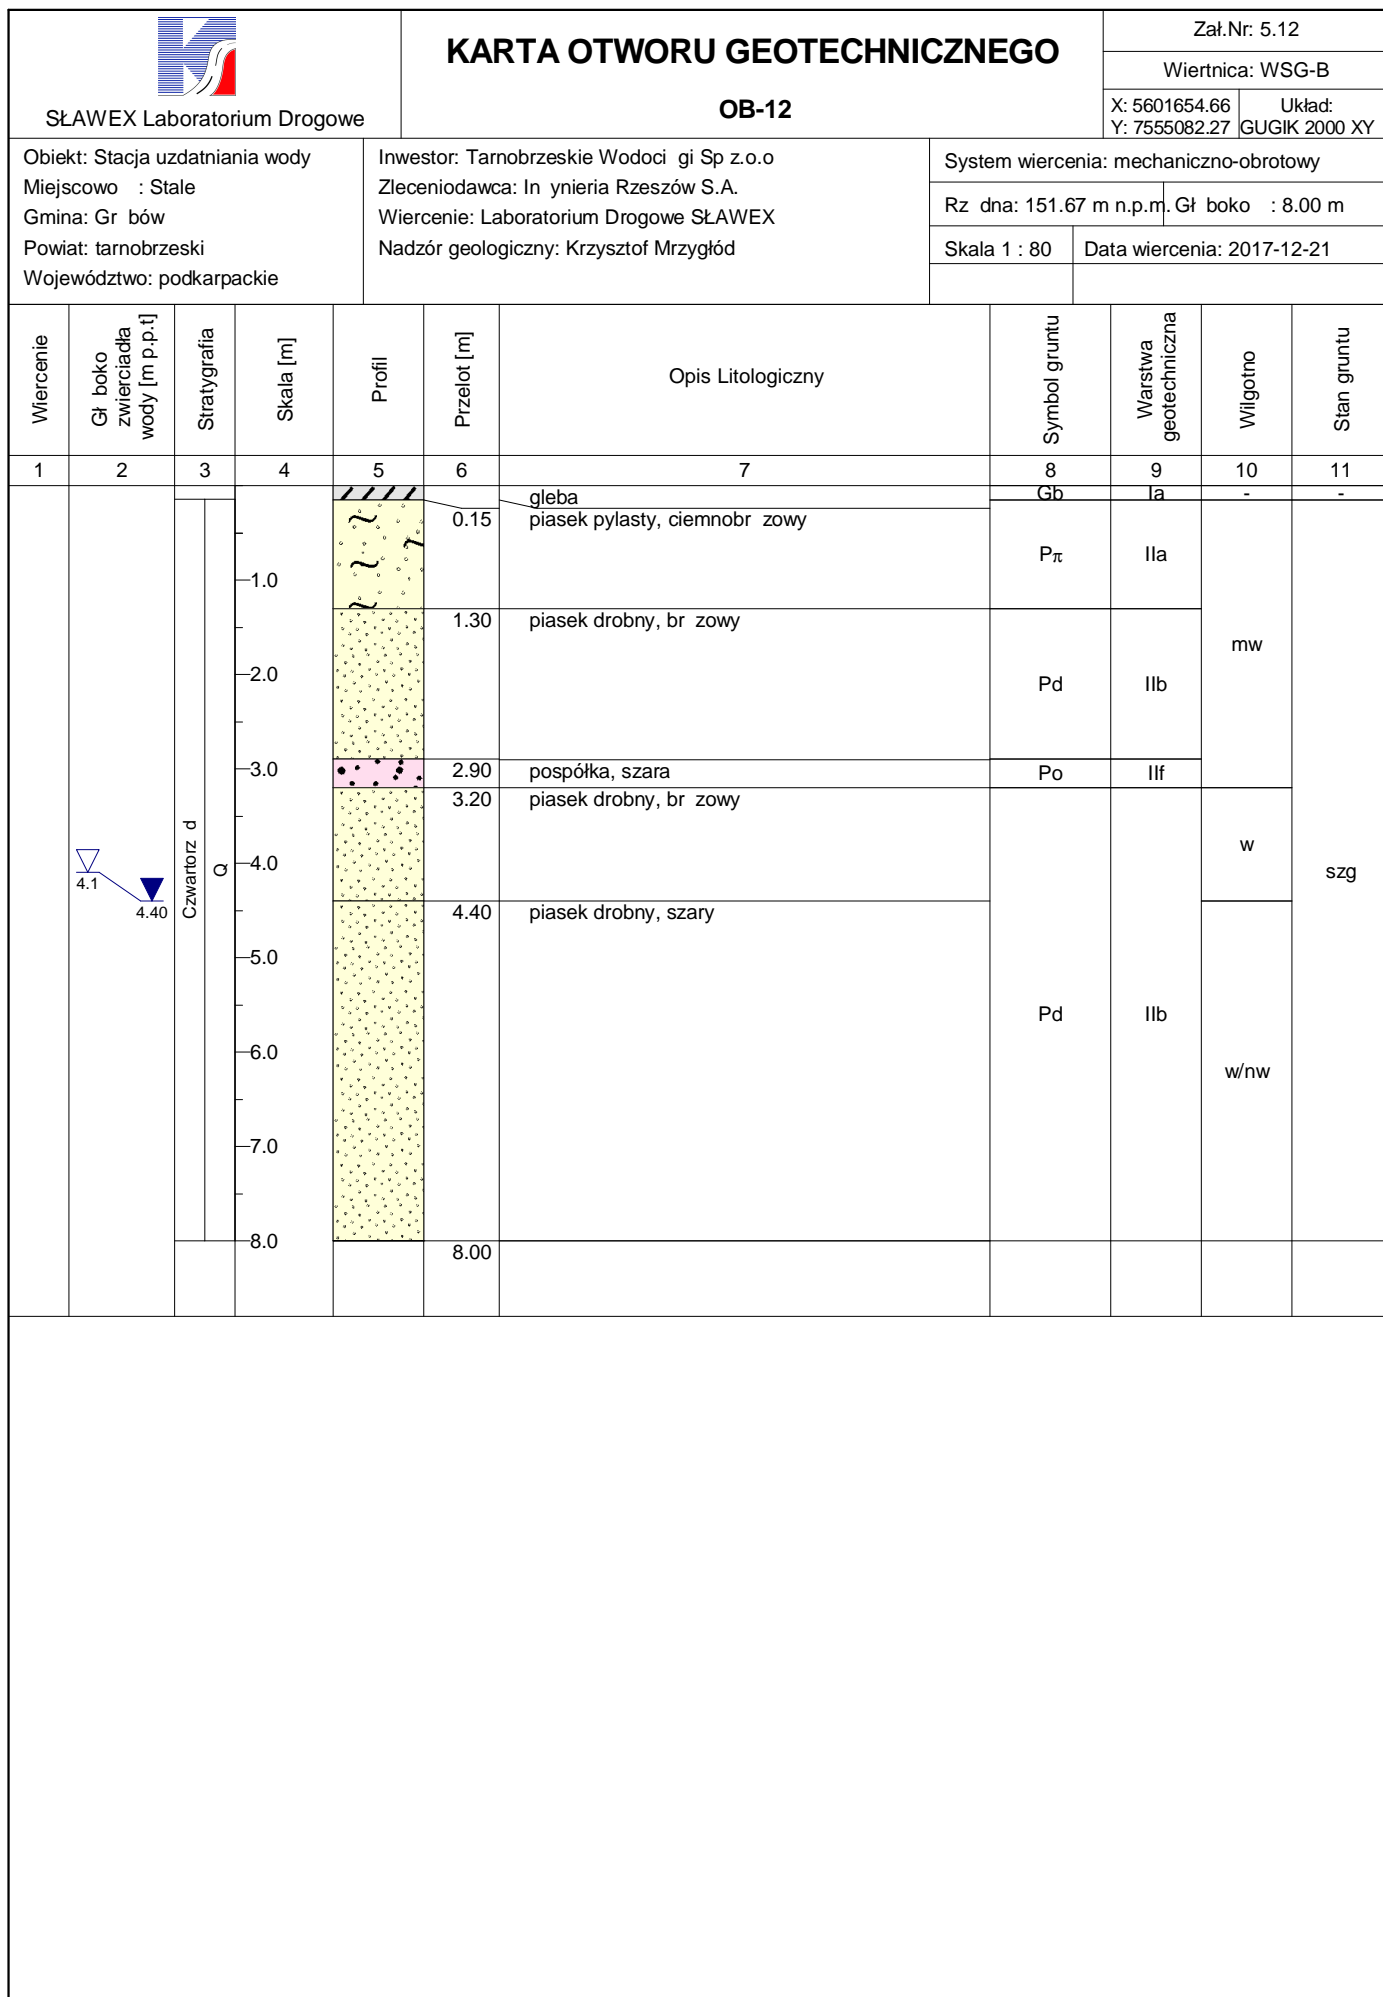 SŁAWEX Laboratorium Drogowe
KARTA OTWORU GEOTECHNICZNEGO
OB-12
Zał.Nr: 5.12
Wiertnica: WSG-B
X: 5601654.66
Y: 7555082.27
Układ:
GUGIK 2000 XY
Obiekt: Stacja uzdatniania wody
Miejscowo : Stale
Gmina: Gr bów
Powiat: tarnobrzeski
Województwo: podkarpackie
Inwestor: Tarnobrzeskie Wodoci gi Sp z.o.o
Zleceniodawca: In ynieria Rzeszów S.A.
Wiercenie: Laboratorium Drogowe SŁAWEX
Nadzór geologiczny: Krzysztof Mrzygłód
System wiercenia: mechaniczno-obrotowy
Rz dna: 151.67 m n.p.m. Gł boko : 8.00 m
Skala 1 : 80 Data wiercenia: 2017-12-21
Wiercenie
Gł boko
zwierciadła
wody [m p.p.t]
Stratygrafia
Skala [m]
Profil
Przelot [m]
Opis Litologiczny
Symbol gruntu
Warstwa
geotechniczna
Wilgotno
Stan gruntu
1 2 3 4 5 6 7 8 9 10 11
gleba Gb Ia - -
0.15 piasek pylasty, ciemnobr zowy
Pπ IIa
1.0
1.30 piasek drobny, br zowy
mw
2.0
Pd IIb
3.0 2.90 pospółka, szara Po IIf
3.20 piasek drobny, br zowy
w
4.0
4.1
4.40
Czwartorz d
Q
szg
4.40 piasek drobny, szary
5.0
Pd IIb
6.0
w/nw
7.0
8.0
8.00